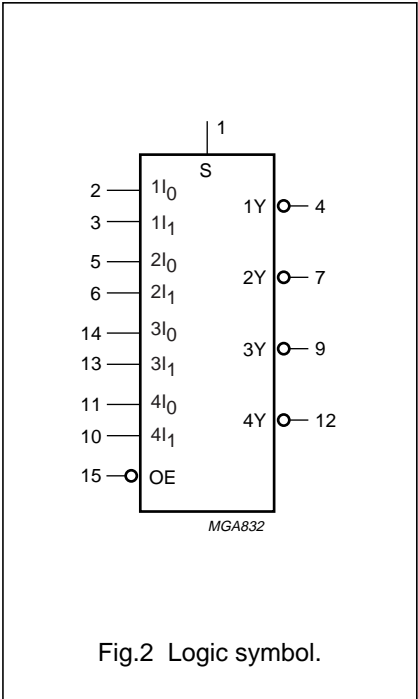 1
S
2 1I0 1Y 4
3 1I1
5 2I0 2Y 7
6 2I1
14 3I0 3Y 9
13 3I1
11 4I0 4Y 12
10 4I1
15 OE
MGA832
Fig.2 Logic symbol.